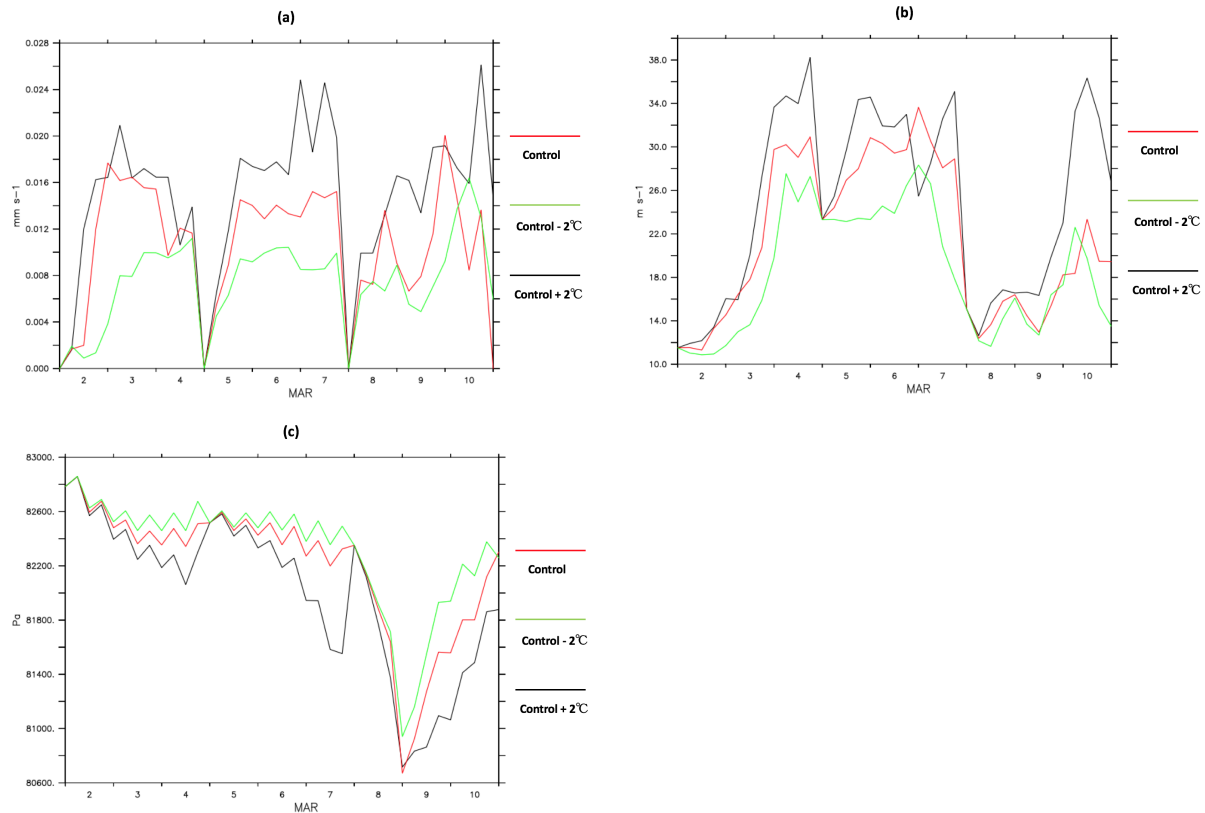 (a)
0.028
0.024
0.020
0.016
0.012
0.008
0.004
0.000
mm s−1
2 3 4 5 6 7 8 9 10
MAR
Control
Control - 2℃
Control + 2℃
(b)
38.0
34.0
30.0
26.0
22.0
18.0
14.0
10.0
m s−1
2 3 4 5 6 7 8 9 10
MAR
Control
Control - 2℃
Control + 2℃
(c)
83000.
82600.
82200.
81800.
81400.
81000.
80600.
Pa
2 3 4 5 6 7 8 9 10
MAR
Control
Control - 2℃
Control + 2℃